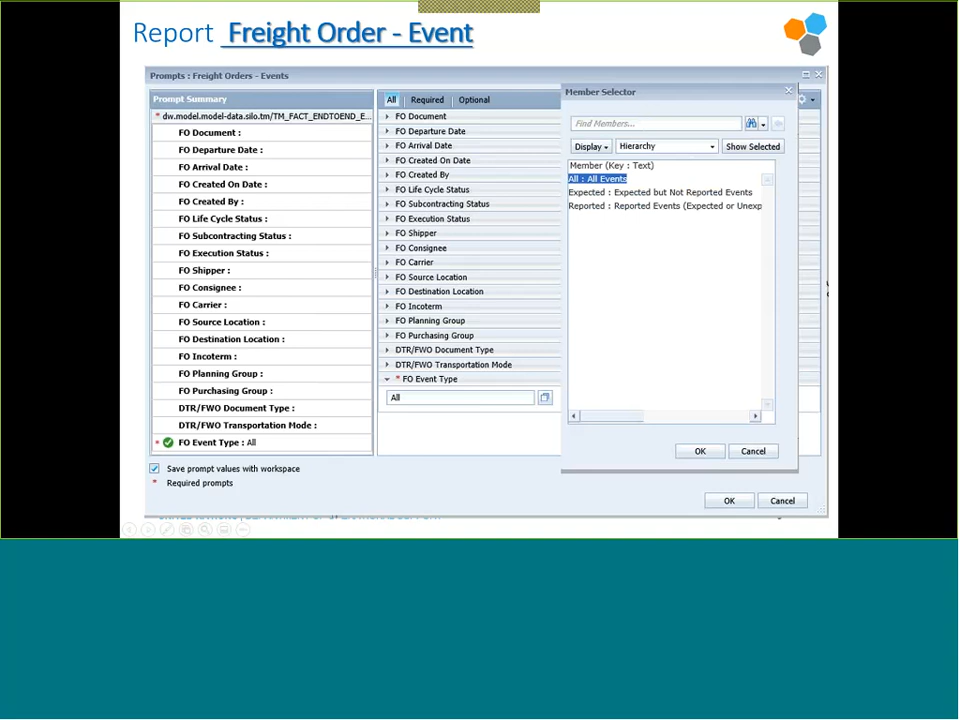 Report Freight Order - Event
Prompts : Freight Orders - Events
Prompt Summary
* dw.model.model-data.silo.tm/TM_FACT_ENDTOEND_E...
FO Document :
FO Departure Date :
FO Arrival Date :
FO Created On Date :
FO Created By :
FO Life Cycle Status :
FO Subcontracting Status :
FO Execution Status :
FO Shipper :
FO Consignee :
FO Carrier :
FO Source Location :
FO Destination Location :
FO Incoterm :
FO Planning Group :
FO Purchasing Group :
DTR/FWO Document Type :
DTR/FWO Transportation Mode :
* FO Event Type : All
All Required Optional
FO Document
FO Departure Date
FO Arrival Date
FO Created On Date
FO Created By
FO Life Cycle Status
FO Subcontracting Status
FO Execution Status
FO Shipper
FO Consignee
FO Carrier
FO Source Location
FO Destination Location
FO Incoterm
FO Planning Group
FO Purchasing Group
DTR/FWO Document Type
DTR/FWO Transportation Mode
* FO Event Type
All
Member Selector
Find Members...
Display Hierarchy Show Selected
Member (Key : Text)
All : All Events
Expected : Expected but Not Reported Events
Reported : Reported Events (Expected or Unexp
OK Cancel
Save prompt values with workspace
* Required prompts
OK Cancel